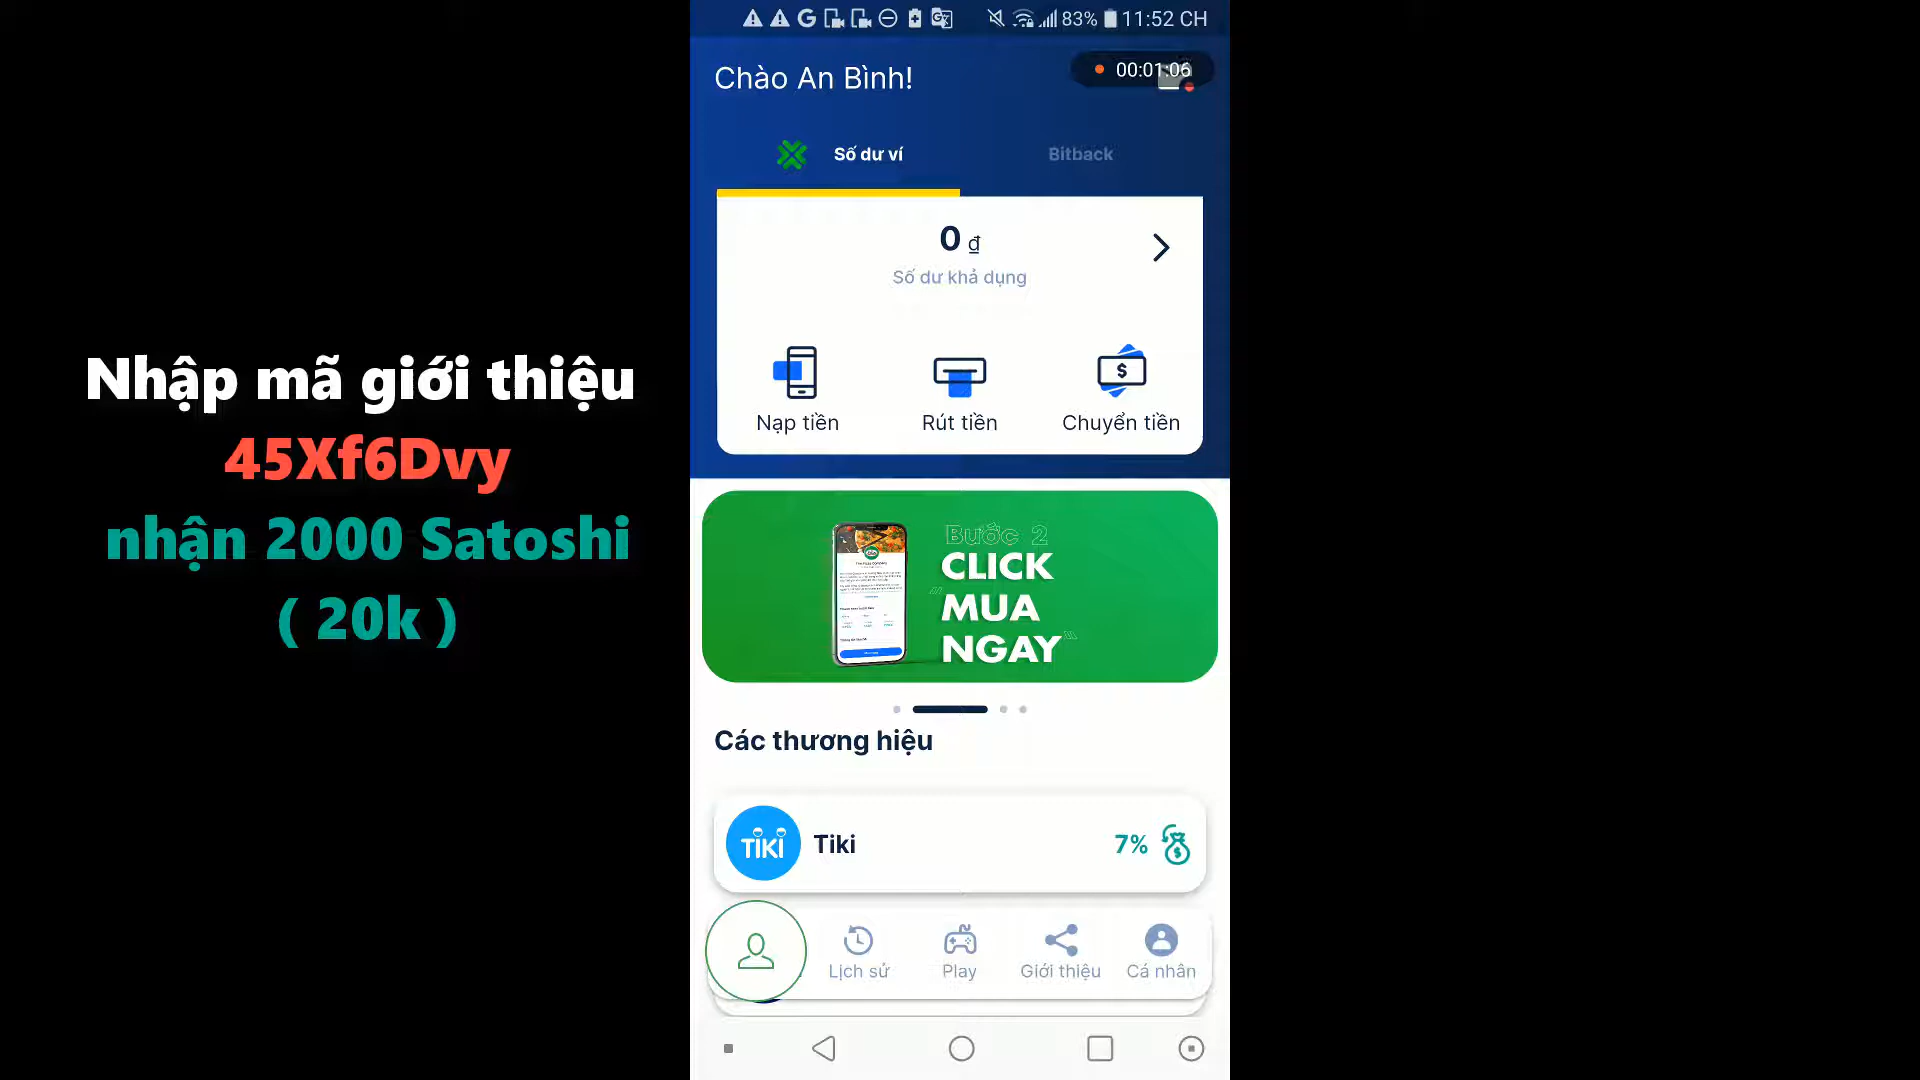 83% 11:52 CH
Chào An Bình!
00:01:06
Số dư ví
Bitback
0 đ
Số dư khả dụng
Nạp tiền
Rút tiền
Chuyển tiền
Nhập mã giới thiệu
45Xf6Dvy
nhận 2000 Satoshi
( 20k )
Bước 2
"CLICK
MUA
NGAY"
Các thương hiệu
TIKI
Tiki
7%
Lịch sử
Play
Giới thiệu
Cá nhân